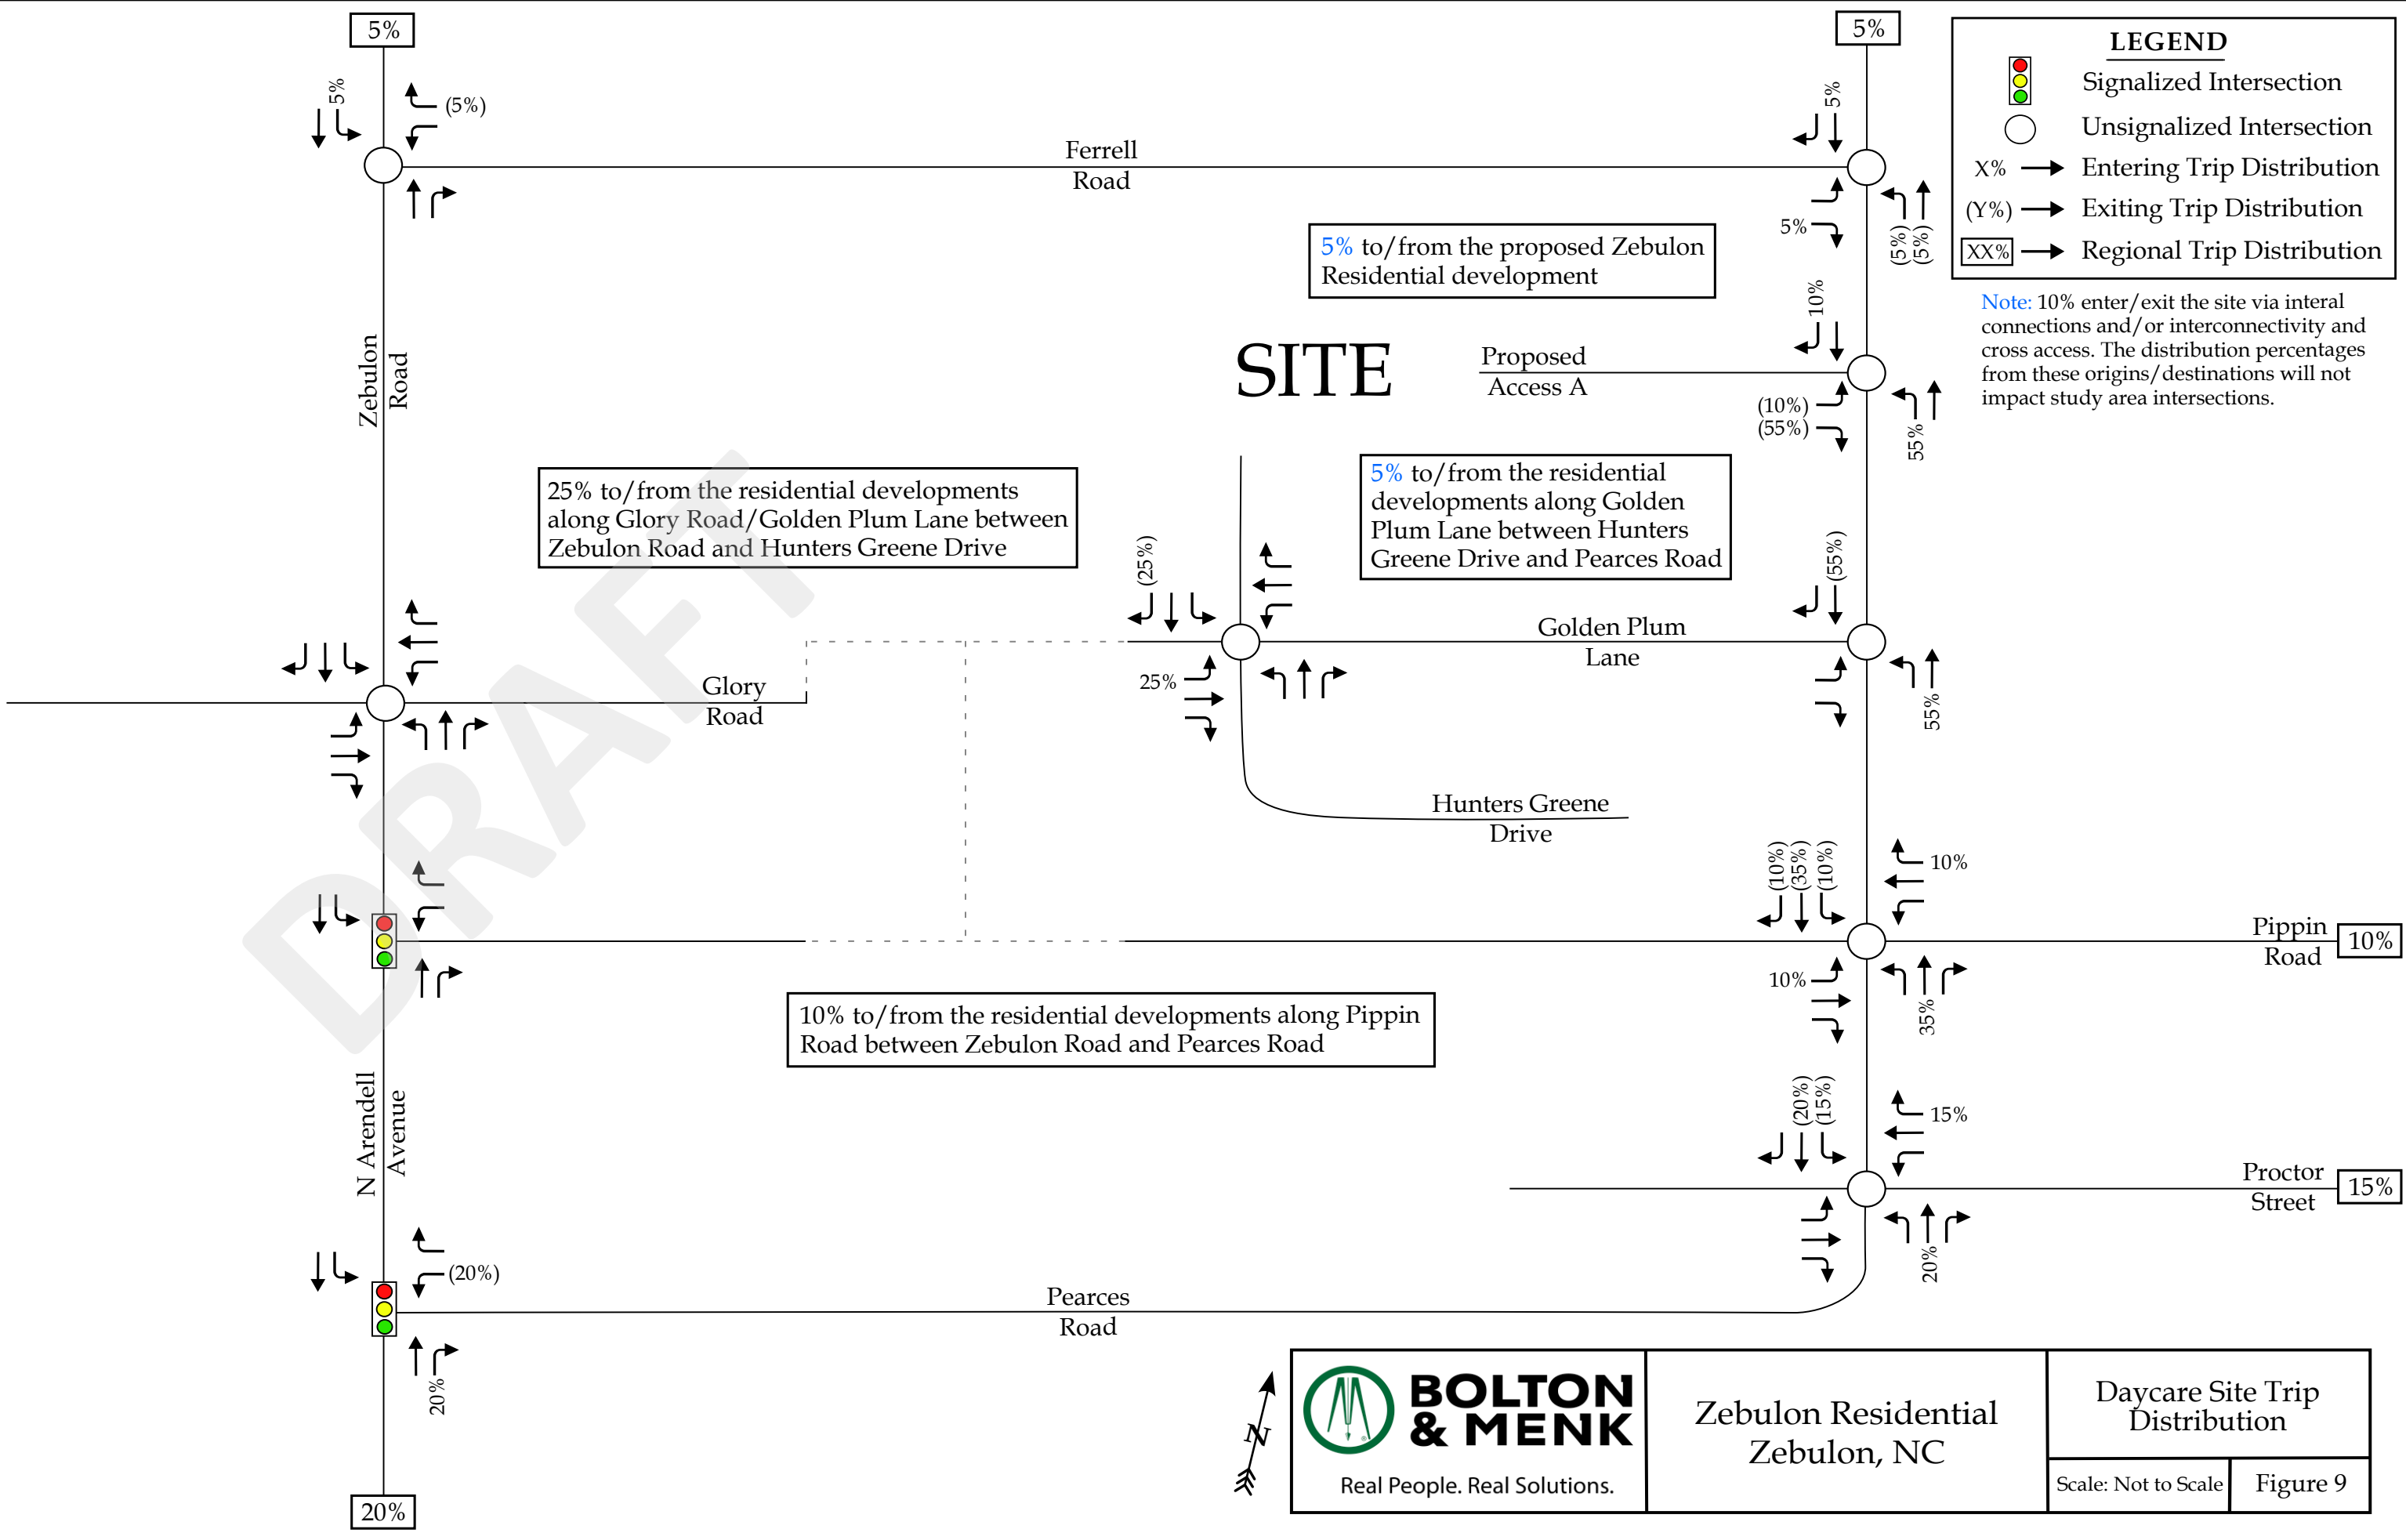 5%
5%
LEGEND
Signalized Intersection
Unsignalized Intersection
X% Entering Trip Distribution
(Y%) Exiting Trip Distribution
XX% Regional Trip Distribution
Note: 10% enter/exit the site via interal
connections and/or interconnectivity and
cross access. The distribution percentages
from these origins/destinations will not
impact study area intersections.
5%
(5%)
5%
Ferrell
Road
5%
(5%)
(5%)
5% to/from the proposed Zebulon
Residential development
10%
SITE
Proposed
Access A
(10%)
(55%)
55%
Zebulon
Road
25% to/from the residential developments
along Glory Road/Golden Plum Lane between
Zebulon Road and Hunters Greene Drive
5% to/from the residential
developments along Golden
Plum Lane between Hunters
Greene Drive and Pearces Road
(25%)
(55%)
Golden Plum
Lane
25%
55%
Glory
Road
DRAFT
Hunters Greene
Drive
(10%)
(35%)
(10%)
10%
Pippin
Road
10%
10%
35%
10% to/from the residential developments along Pippin
Road between Zebulon Road and Pearces Road
N Arendell
Avenue
(20%)
(15%)
15%
Proctor
Street
15%
20%
(20%)
Pearces
Road
20%
20%
N
BOLTON
& MENK
®
Real People. Real Solutions.
Zebulon Residential
Zebulon, NC
Daycare Site Trip
Distribution
Scale: Not to Scale
Figure 9